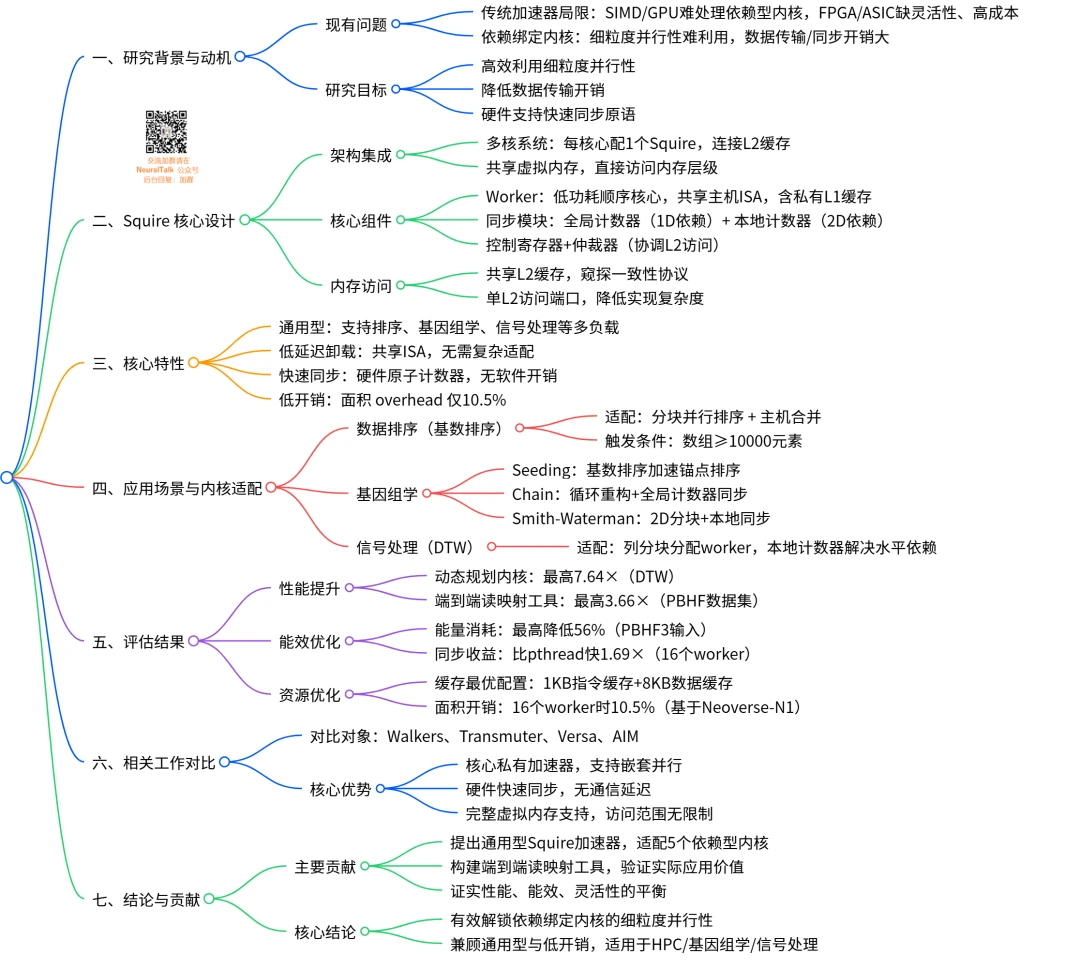 一、研究背景与动机
现有问题
传统加速器局限：SIMD/GPU难处理依赖型内核，FPGA/ASIC缺灵活性、高成本
依赖绑定内核：细粒度并行性难利用，数据传输/同步开销大
研究目标
高效利用细粒度并行性
降低数据传输开销
硬件支持快速同步原语
交流加群请在
NeuralTalk 公众号
后台回复：加群
二、Squire 核心设计
架构集成
多核系统：每核心配1个Squire，连接L2缓存
共享虚拟内存，直接访问内存层级
核心组件
Worker：低功耗顺序核心，共享主机ISA，含私有L1缓存
同步模块：全局计数器（1D依赖）+ 本地计数器（2D依赖）
控制寄存器+仲裁器（协调L2访问）
内存访问
共享L2缓存，窥探一致性协议
单L2访问端口，降低实现复杂度
三、核心特性
通用型：支持排序、基因组学、信号处理等多负载
低延迟卸载：共享ISA，无需复杂适配
快速同步：硬件原子计数器，无软件开销
低开销：面积 overhead 仅10.5%
四、应用场景与内核适配
数据排序（基数排序）
适配：分块并行排序 + 主机合并
触发条件：数组≥10000元素
基因组学
Seeding：基数排序加速锚点排序
Chain：循环重构+全局计数器同步
Smith-Waterman：2D分块+本地同步
信号处理（DTW）
适配：列分块分配worker，本地计数器解决水平依赖
五、评估结果
性能提升
动态规划内核：最高7.64×（DTW）
端到端读映射工具：最高3.66×（PBHF数据集）
能效优化
能量消耗：最高降低56%（PBHF3输入）
同步收益：比pthread快1.69×（16个worker）
资源优化
缓存最优配置：1KB指令缓存+8KB数据缓存
面积开销：16个worker时10.5%（基于Neoverse-N1）
六、相关工作对比
对比对象：Walkers、Transmuter、Versa、AIM
核心优势
核心私有加速器，支持嵌套并行
硬件快速同步，无通信延迟
完整虚拟内存支持，访问范围无限制
七、结论与贡献
主要贡献
提出通用型Squire加速器，适配5个依赖型内核
构建端到端读映射工具，验证实际应用价值
证实性能、能效、灵活性的平衡
核心结论
有效解锁依赖绑定内核的细粒度并行性
兼顾通用型与低开销，适用于HPC/基因组学/信号处理